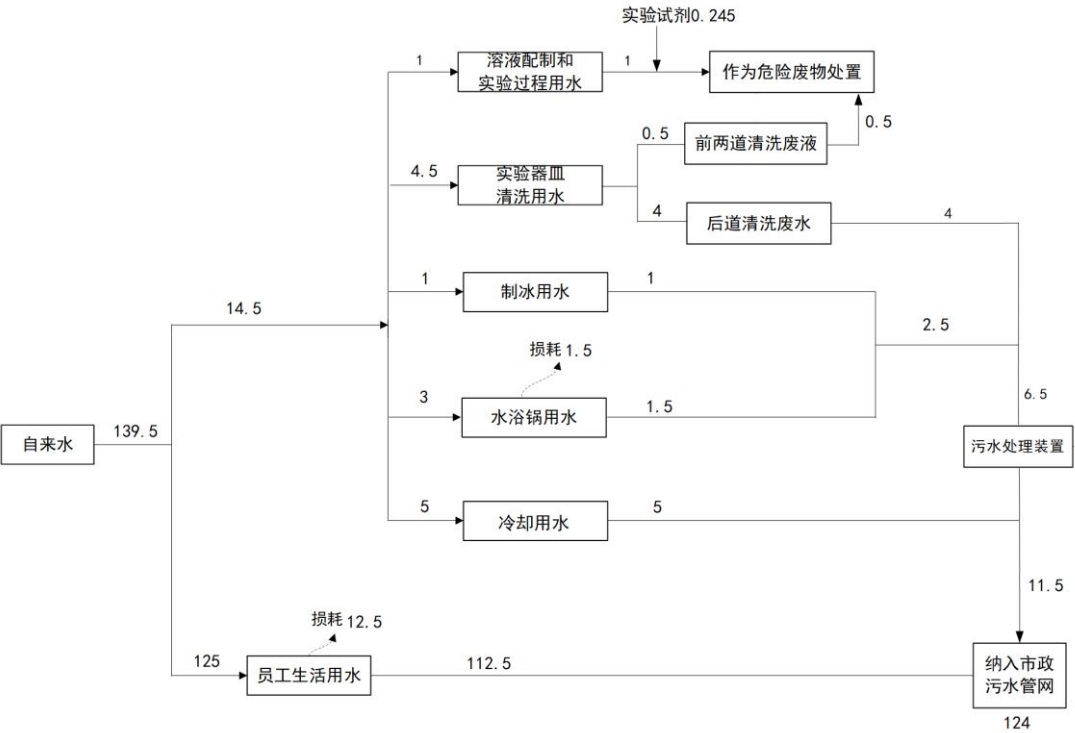 实验试剂0.245
1
溶液配制和
实验过程用水
1
作为危险废物处置
0.5
0.5
前两道清洗废液
4.5
实验器皿
清洗用水
4
后道清洗废水
4
1
制冰用水
1
14.5
2.5
损耗1.5
3
水浴锅用水
1.5
6.5
自来水
139.5
污水处理装置
5
冷却用水
5
11.5
损耗12.5
125
员工生活用水
112.5
纳入市政
污水管网
124